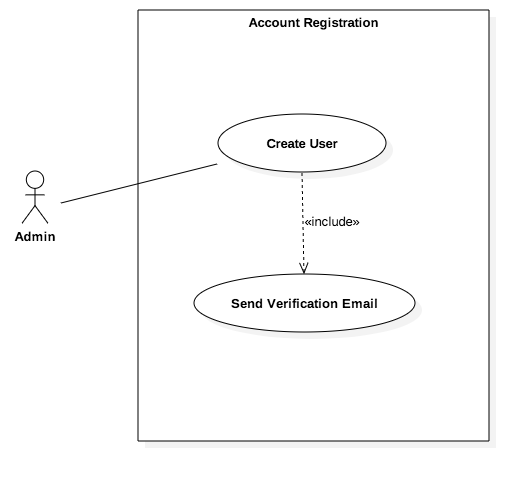 Account Registration
Create User
«include»
Admin
Send Verification Email